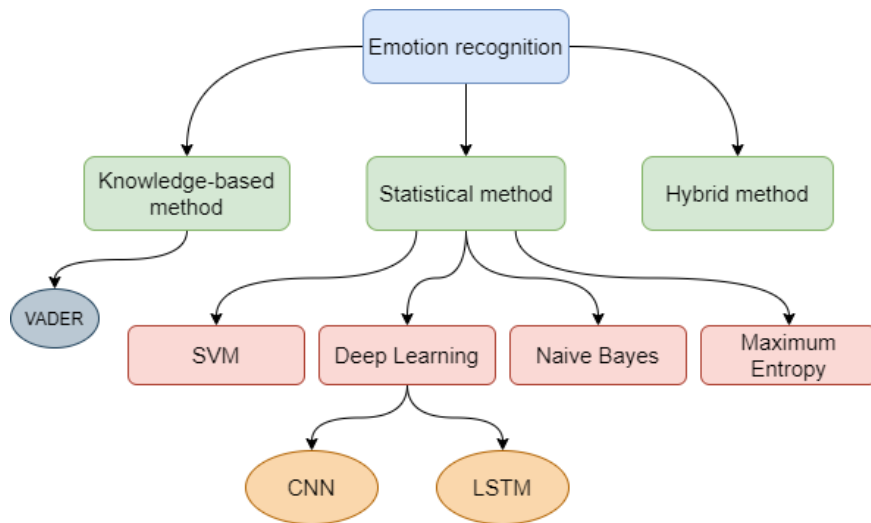 Emotion recognition
Knowledge-based
method
Statistical method
Hybrid method
VADER
SVM
Deep Learning
Naive Bayes
Maximum
Entropy
CNN
LSTM